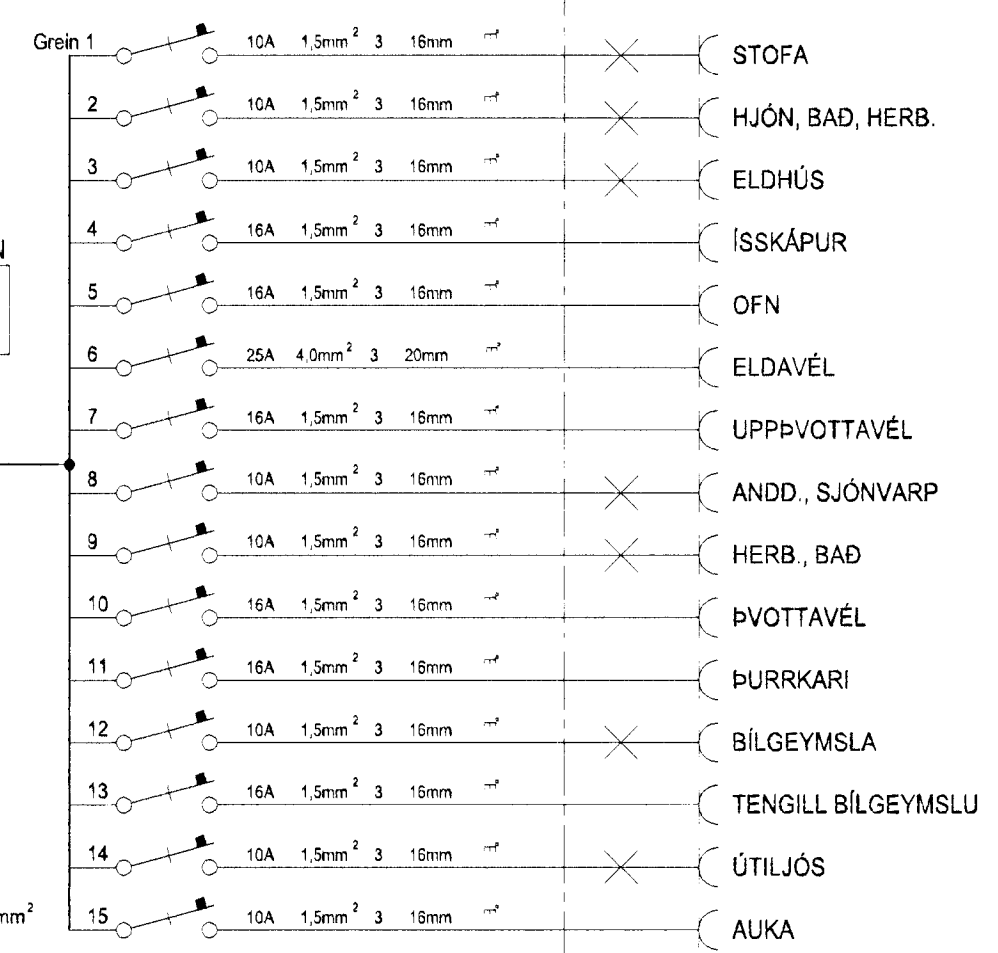 Grein 1 10A 1,5mm² 3 16mm STOFA
2 10A 1,5mm² 3 16mm HJÓN, BAÐ, HERB.
3 10A 1,5mm² 3 16mm ELDHÚS
4 16A 1,5mm² 3 16mm ÍSSKÁPUR
N
5 16A 1,5mm² 3 16mm OFN
6 25A 4,0mm² 3 20mm ELDAVÉL
7 16A 1,5mm² 3 16mm UPPÞVOTTAVÉL
8 10A 1,5mm² 3 16mm ANDD., SJÓNVARP
9 10A 1,5mm² 3 16mm HERB., BAÐ
10 16A 1,5mm² 3 16mm ÞVOTTAVÉL
11 16A 1,5mm² 3 16mm ÞURRKARI
12 10A 1,5mm² 3 16mm BÍLGEYMSLA
13 16A 1,5mm² 3 16mm TENGILL BÍLGEYMSLU
14 10A 1,5mm² 3 16mm ÚTILJÓS
mm² 15 10A 1,5mm² 3 16mm AUKA